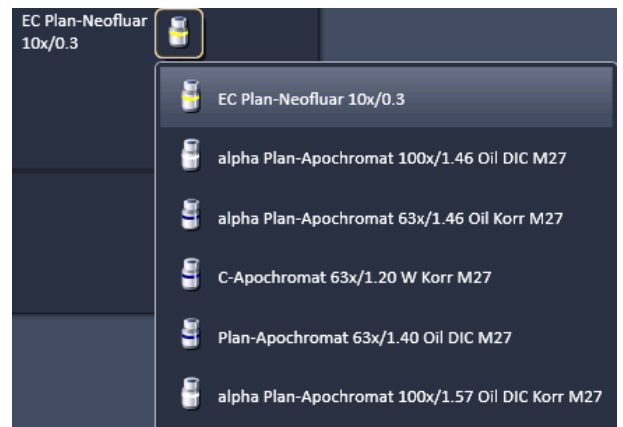 EC Plan-Neofluar
10x/0.3
EC Plan-Neofluar 10x/0.3
alpha Plan-Apochromat 100x/1.46 Oil DIC M27
alpha Plan-Apochromat 63x/1.46 Oil Korr M27
C-Apochromat 63x/1.20 W Korr M27
Plan-Apochromat 63x/1.40 Oil DIC M27
alpha Plan-Apochromat 100x/1.57 Oil DIC Korr M27